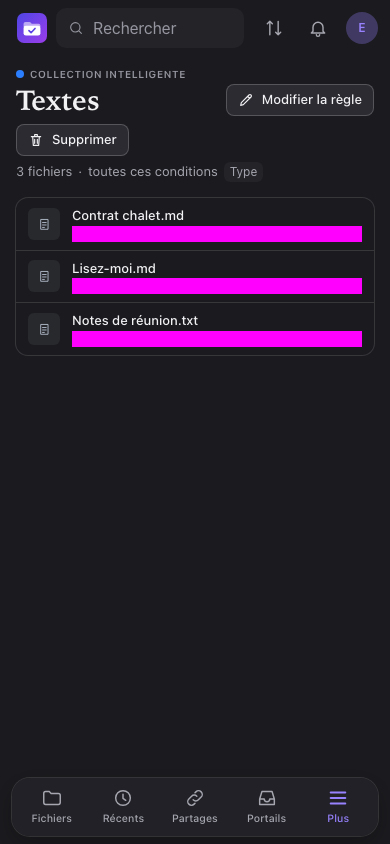 Rechercher
E
COLLECTION INTELLIGENTE
Textes
Modifier la règle
Supprimer
3 fichiers · toutes ces conditions Type
Contrat chalet.md
Lisez-moi.md
Notes de réunion.txt
Fichiers
Récents
Partages
Portails
Plus